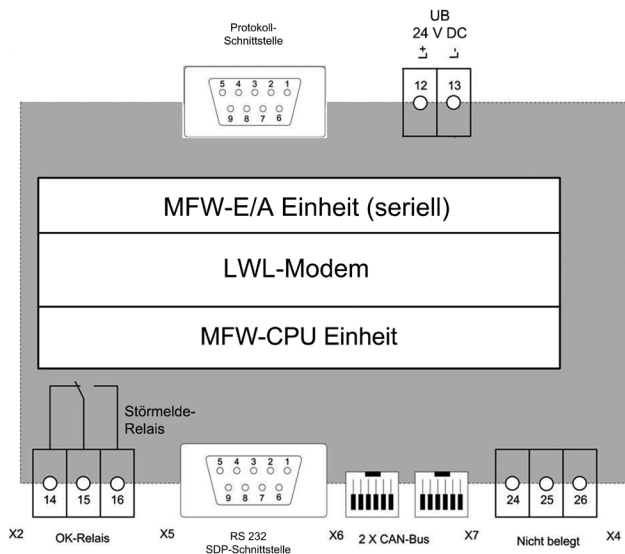 Protokoll-
Schnittstelle
UB
24 V DC
L+ L-
5 4 3 2 1
9 8 7 6
12 13
MFW-E/A Einheit (seriell)
LWL-Modem
MFW-CPU Einheit
Störmelde-
Relais
14 15 16
5 4 3 2 1
9 8 7 6
24 25 26
X2 OK-Relais X5 RS 232 X6 2 X CAN-Bus X7 Nicht belegt X4
SDP-Schnittstelle